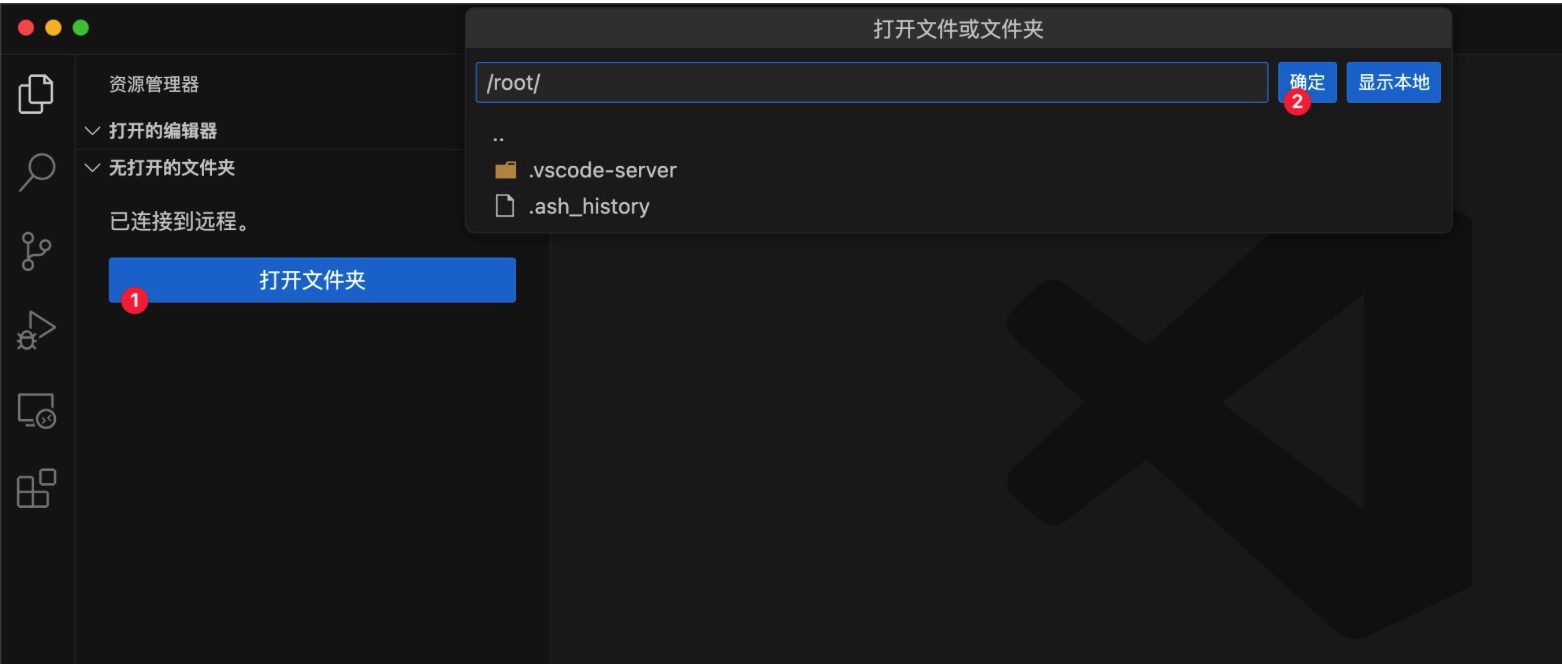 打开文件或文件夹
/root/
确定
2
显示本地
..
.vscode-server
.ash_history
资源管理器
打开的编辑器
无打开的文件夹
已连接到远程。
打开文件夹
1